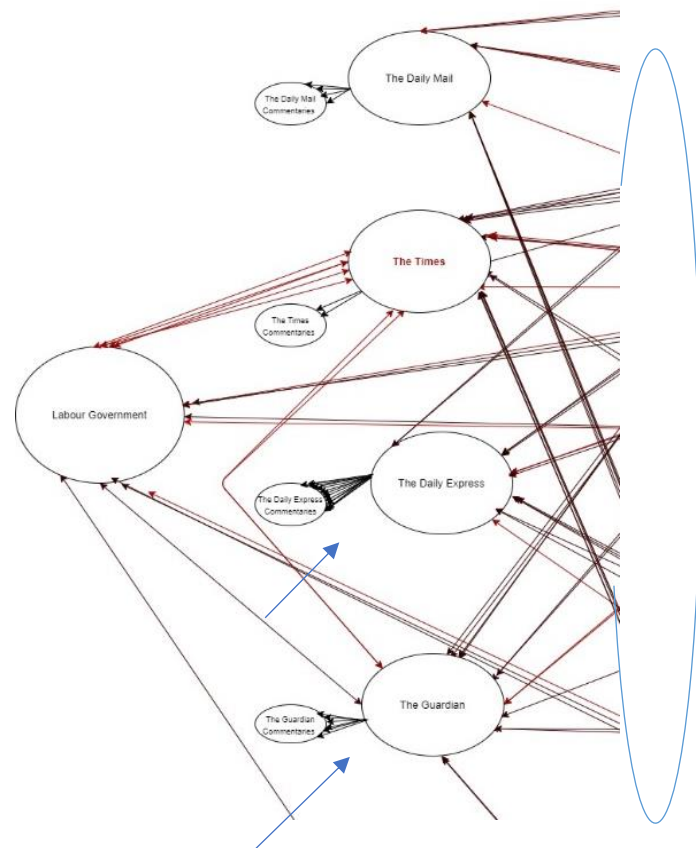 The Daily Mail
The Daily Mail
Commentaries
The Times
The Times
Commentaries
Labour Government
The Daily Express
The Daily Express
Commentaries
The Guardian
The Guardian
Commentaries